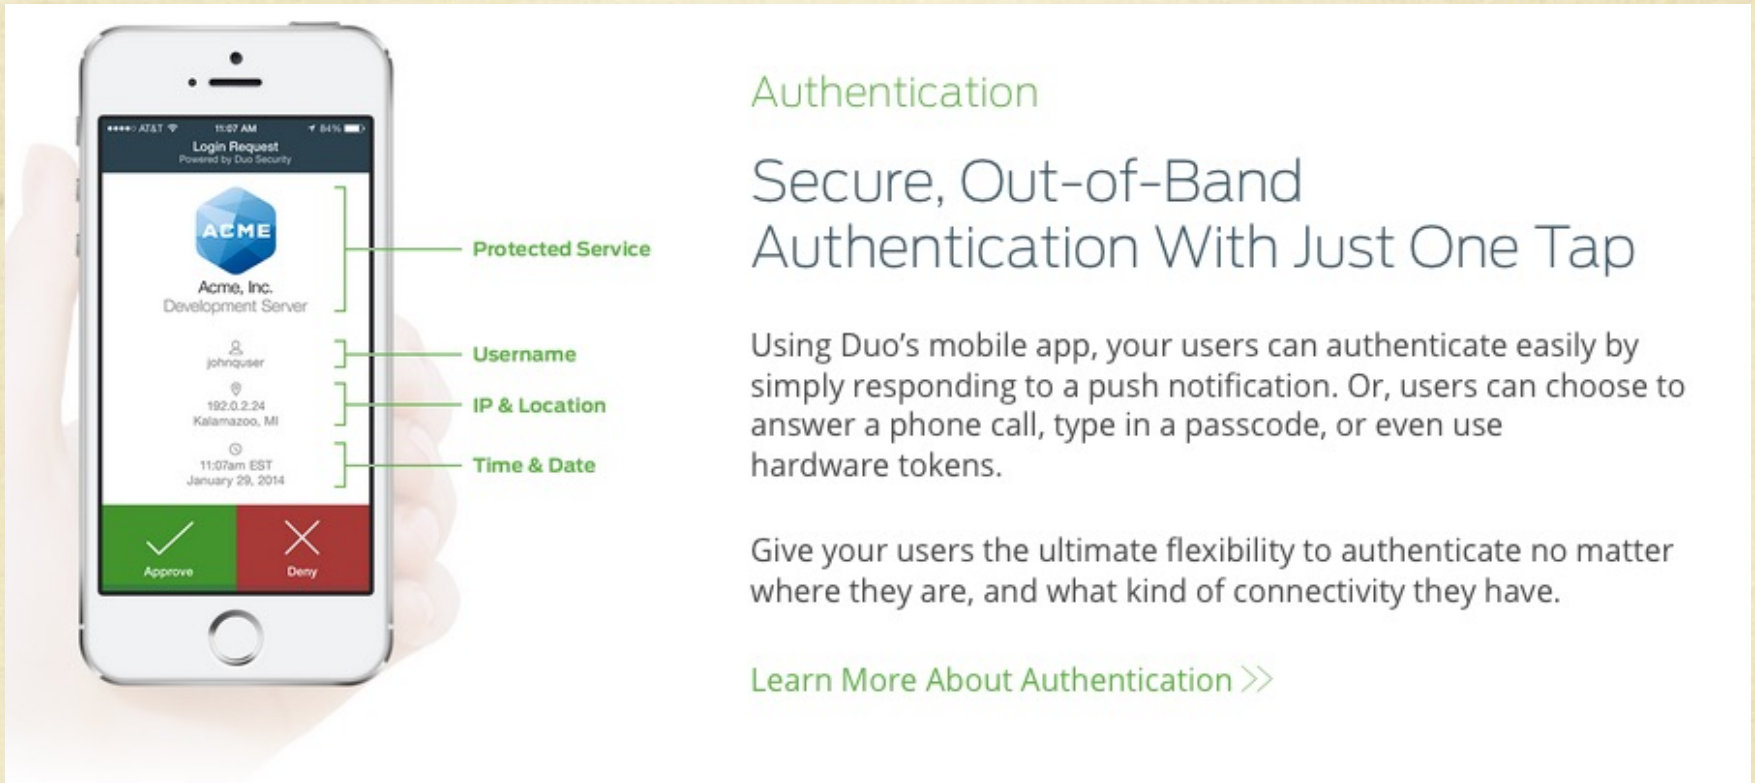 AT&T 11:07 AM 84%
Login Request
Powered by Duo Security
ACME
Acme, Inc.
Development Server
johnquser
192.0.2.24
Kalamazoo, MI
11:07am EST
January 29, 2014
Approve Deny
Protected Service
Username
IP & Location
Time & Date
Authentication
Secure, Out-of-Band
Authentication With Just One Tap
Using Duo’s mobile app, your users can authenticate easily by
simply responding to a push notification. Or, users can choose to
answer a phone call, type in a passcode, or even use
hardware tokens.
Give your users the ultimate flexibility to authenticate no matter
where they are, and what kind of connectivity they have.
Learn More About Authentication >>